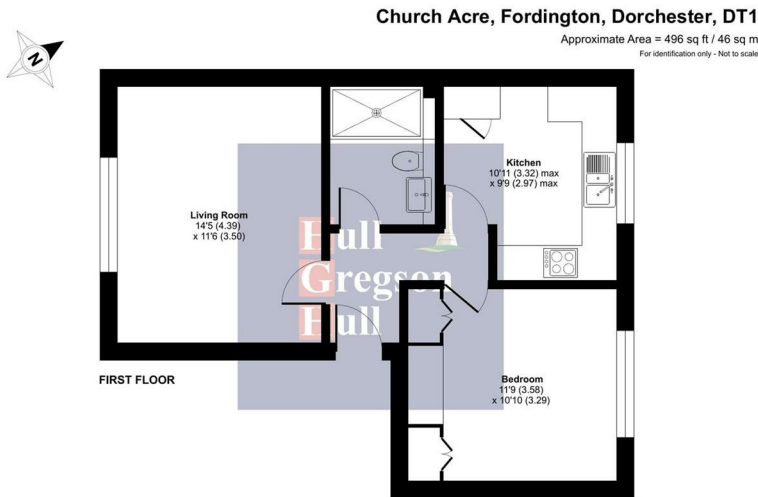 Church Acre, Fordington, Dorchester, DT1
Approximate Area = 496 sq ft / 46 sq m
For identification only - Not to scale
N
Kitchen
10'11 (3.32) max
x 9'9 (2.97) max
Living Room
14'5 (4.39)
x 11'6 (3.50)
Hull
Gregson
Hull
FIRST FLOOR
Bedroom
11'9 (3.58)
x 10'10 (3.29)